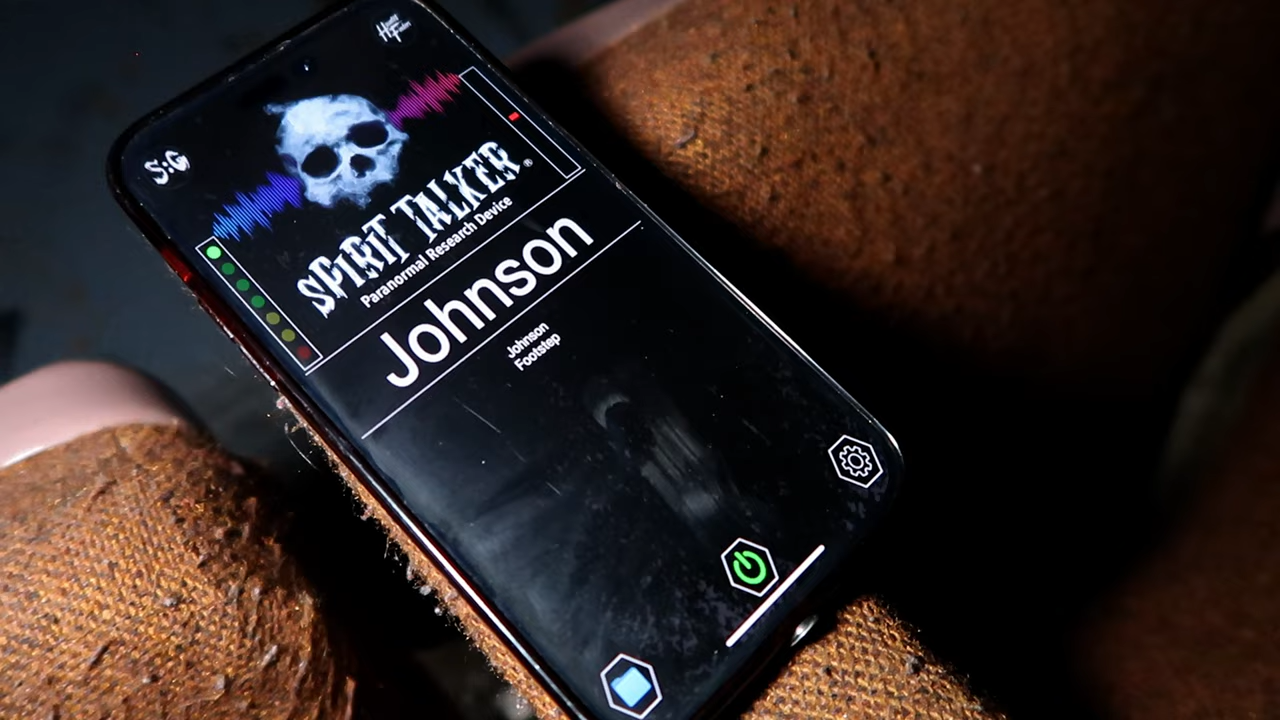 S:G
SPIRIT TALKER®
Paranormal Research Device
Johnson
Johnson
Footstep